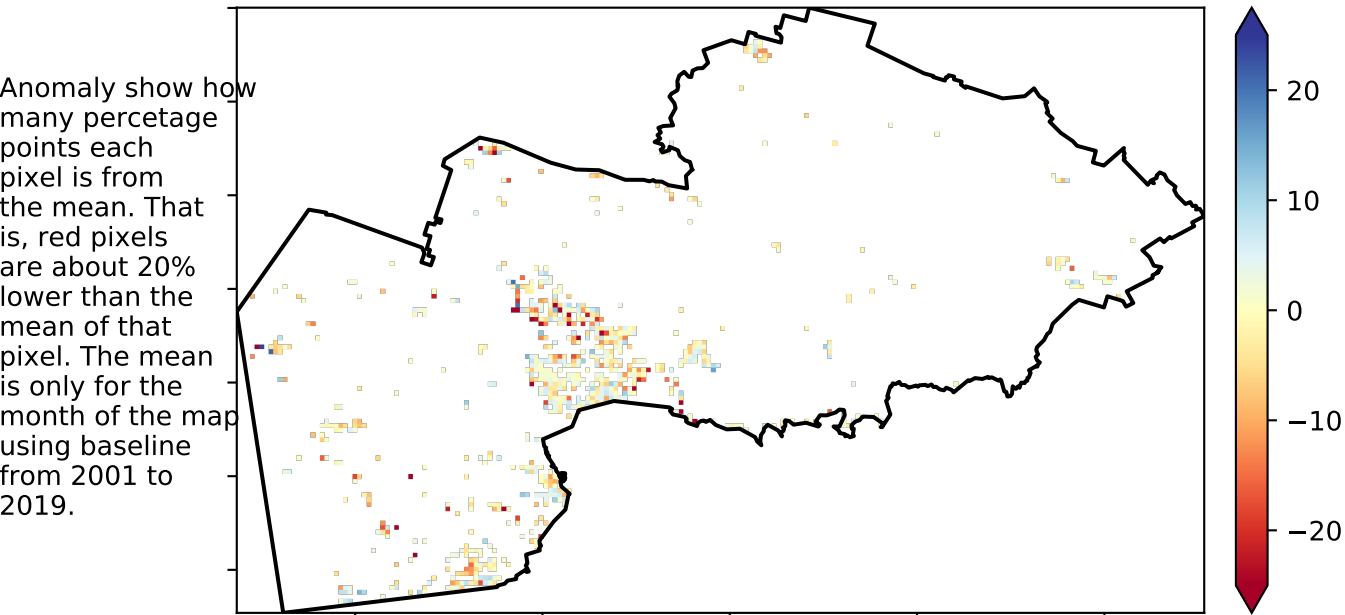 Anomaly show how
many percetage
points each
pixel is from
the mean. That
is, red pixels
are about 20%
lower than the
mean of that
pixel. The mean
is only for the
month of the map
using baseline
from 2001 to
2019.
20
10
0
−10
−20